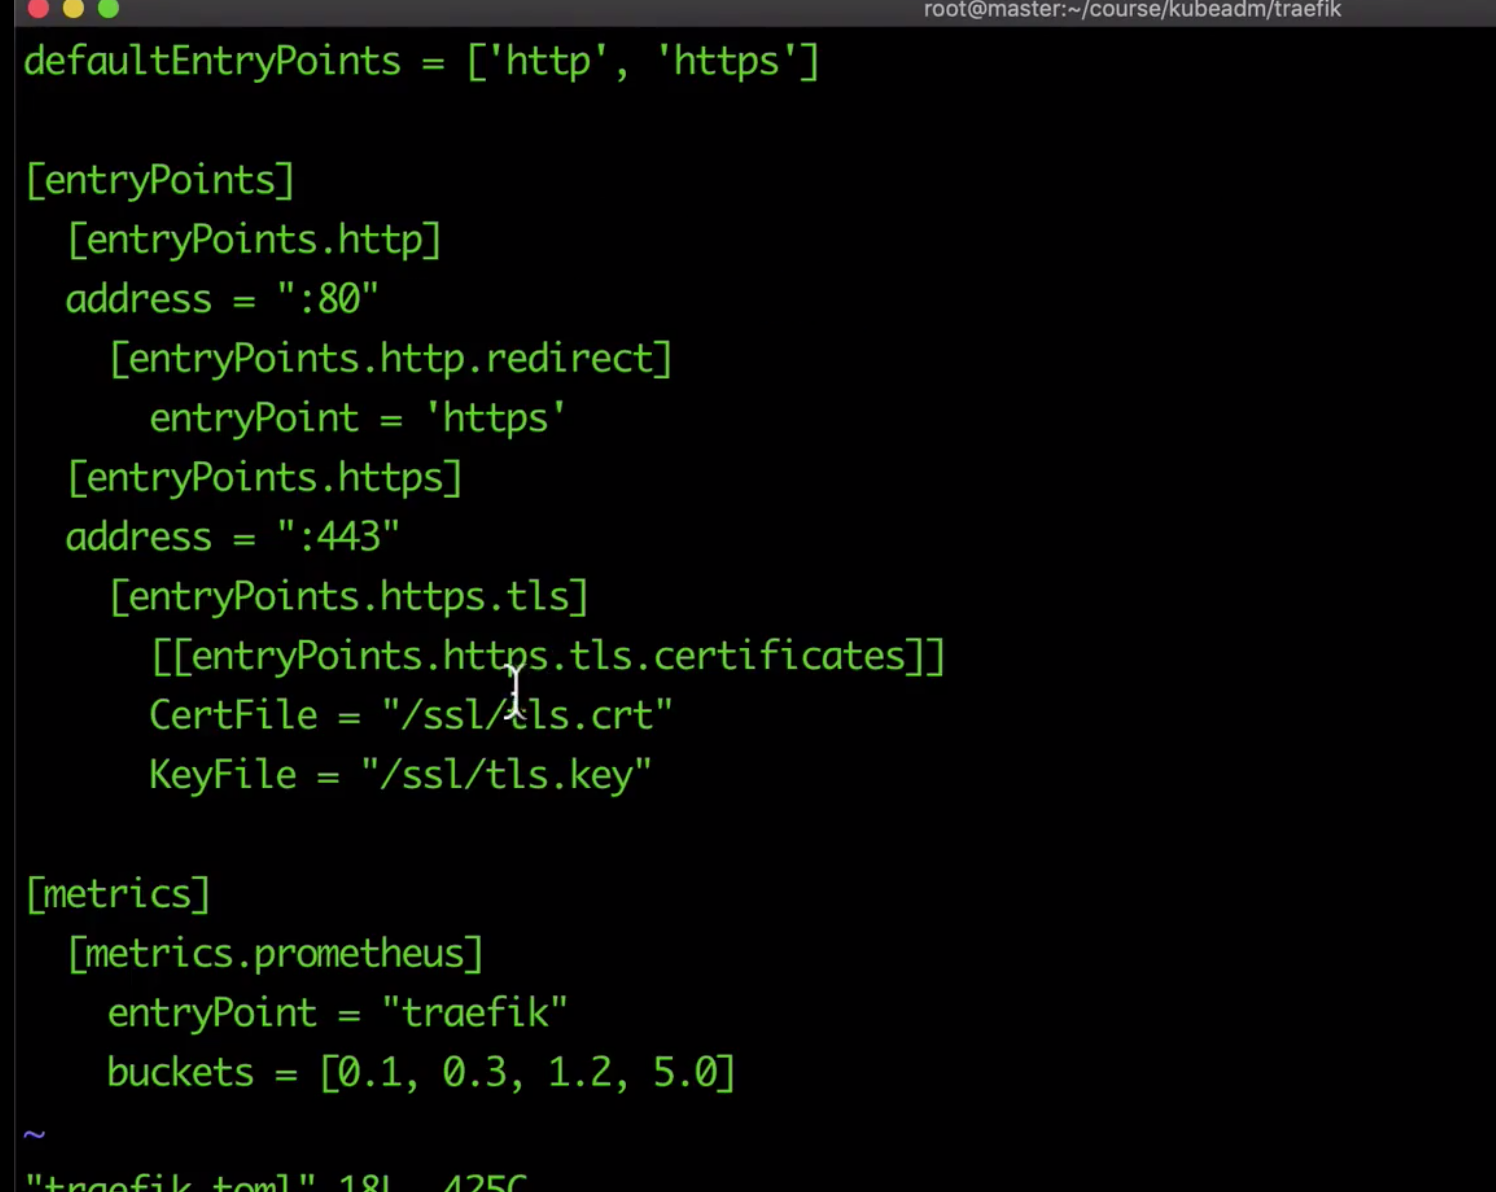 root@master:~/course/kubeadm/traefik
defaultEntryPoints = ['http', 'https']
[entryPoints]
[entryPoints.http]
address = ":80"
[entryPoints.http.redirect]
entryPoint = 'https'
[entryPoints.https]
address = ":443"
[entryPoints.https.tls]
[[entryPoints.https.tls.certificates]]
CertFile = "/ssl/tls.crt"
KeyFile = "/ssl/tls.key"
[metrics]
[metrics.prometheus]
entryPoint = "traefik"
buckets = [0.1, 0.3, 1.2, 5.0]
~
"traefik.toml" 18L, 425C